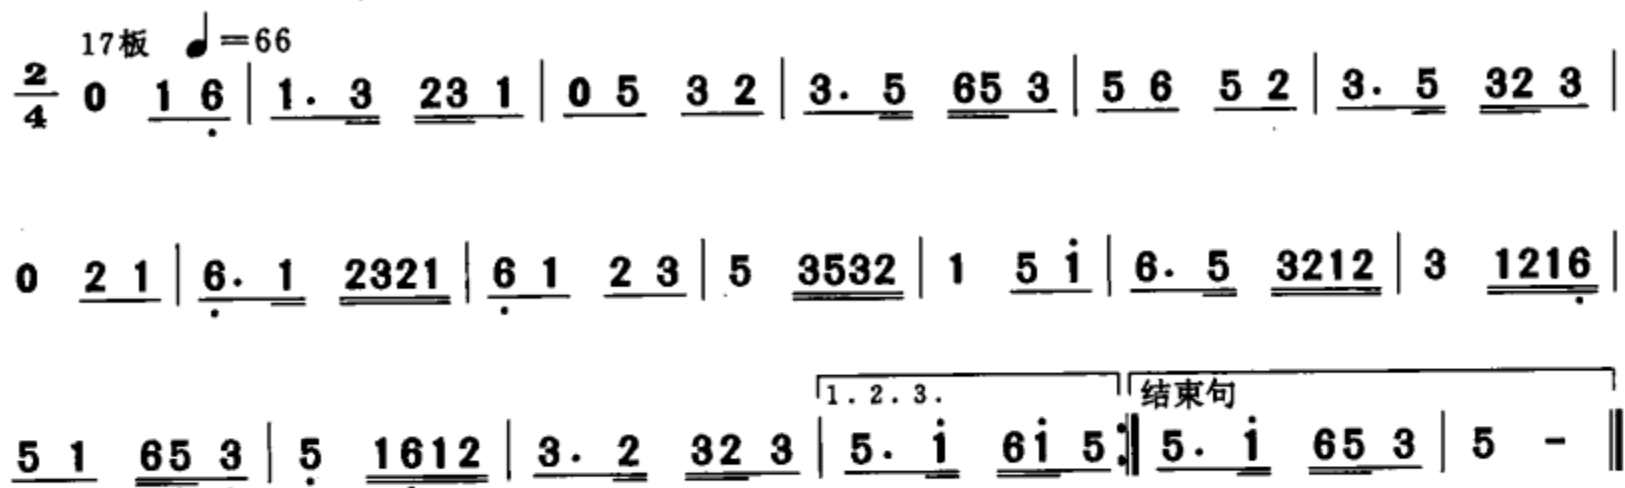 17板 ♩=66
2/4 0 1 6̣ | 1. 3 23 1 | 0 5 3 2 | 3. 5 65 3 | 5 6 5 2 | 3. 5 32 3 |
0 2 1 | 6̣. 1 2321 | 6̣ 1 2 3 | 5 3532 | 1 5 i̇ | 6. 5 3212 | 3 1216̣ |
1.2.3. 结束句
5 1 65 3 | 5̣ 16̣12 | 3. 2 32 3 | 5. i̇ 6i̇ 5 :‖ 5. i̇ 65 3 | 5 - ‖